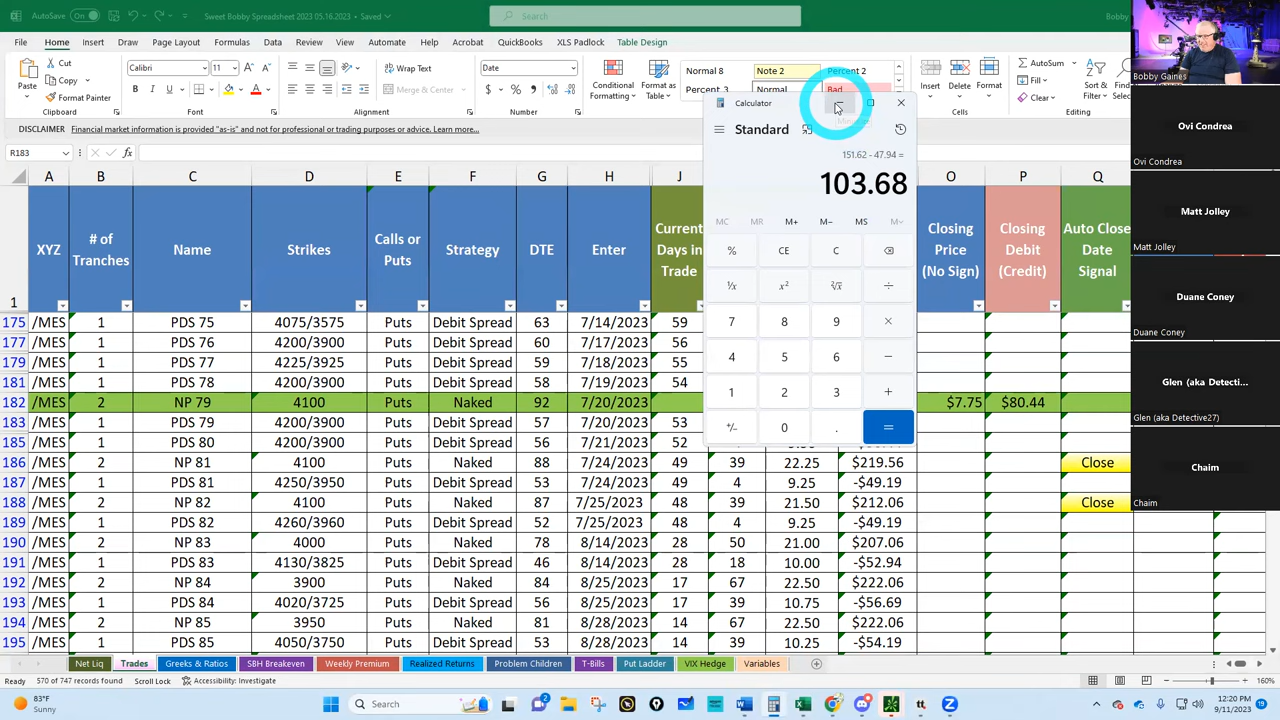 AutoSave On Sweet Bobby Spreadsheet 2023 05.16.2023 • Saved Search Bobby
File Home Insert Draw Page Layout Formulas Data Review View Automate Help Acrobat QuickBooks XLS Padlock Table Design
Cut Calibri 11 Date Normal 8 Note 2 Percent 2 AutoSum
Paste Copy Merge & Center Conditional Formatting Format as Table Percent 3 Normal Bad Insert Delete Format Fill
Format Painter Clear
Clipboard Font Alignment Number Cells
DISCLAIMER Financial market information is provided "as-is" and not for professional or trading purposes or advice. Learn more...
R183 fx
A B C D E F G H J O P Q
1 XYZ # of Tranches Name Strikes Calls or Puts Strategy DTE Enter Current Days in Trade Closing Price (No Sign) Closing Debit (Credit) Auto Close Date Signal
175 /MES 1 PDS 75 4075/3575 Puts Debit Spread 63 7/14/2023 59
177 /MES 1 PDS 76 4200/3900 Puts Debit Spread 60 7/17/2023 56
179 /MES 1 PDS 77 4225/3925 Puts Debit Spread 59 7/18/2023 55
181 /MES 1 PDS 78 4200/3900 Puts Debit Spread 58 7/19/2023 54
182 /MES 2 NP 79 4100 Puts Naked 92 7/20/2023 $7.75 $80.44
183 /MES 1 PDS 79 4200/3900 Puts Debit Spread 57 7/20/2023 53
185 /MES 1 PDS 80 4200/3900 Puts Debit Spread 56 7/21/2023 52
186 /MES 2 NP 81 4100 Puts Naked 88 7/24/2023 49 39 22.25 $219.56 Close
187 /MES 1 PDS 81 4250/3950 Puts Debit Spread 53 7/24/2023 49 4 9.25 -$49.19
188 /MES 2 NP 82 4100 Puts Naked 87 7/25/2023 48 39 21.50 $212.06 Close
189 /MES 1 PDS 82 4260/3960 Puts Debit Spread 52 7/25/2023 48 4 9.25 -$49.19
190 /MES 2 NP 83 4000 Puts Naked 78 8/14/2023 28 50 21.00 $207.06
191 /MES 1 PDS 83 4130/3825 Puts Debit Spread 46 8/14/2023 28 18 10.00 -$52.94
192 /MES 2 NP 84 3900 Puts Naked 84 8/25/2023 17 67 22.50 $222.06
193 /MES 1 PDS 84 4020/3725 Puts Debit Spread 56 8/25/2023 17 39 10.75 -$56.69
194 /MES 2 NP 85 3950 Puts Naked 81 8/28/2023 14 67 22.50 $222.06
195 /MES 1 PDS 85 4050/3750 Puts Debit Spread 53 8/28/2023 14 39 10.25 -$54.19
Net Liq Trades Greeks & Ratios SBH Breakeven Weekly Premium Realized Returns Problem Children T-Bills Put Ladder VIX Hedge Variables
Ready 570 of 747 records found Scroll Lock Accessibility: Investigate 160%
83°F
Sunny
Search
12:20 PM
9/11/2023
19
Calculator
Standard
151.62 - 47.94 =
103.68
MC MR M+ M− MS M˅
% CE C
¹/x x² ²√x ÷
7 8 9 ×
4 5 6 −
1 2 3 +
+/− 0 . =
Bobby Gaines
Ovi Condrea
Ovi Condrea
Matt Jolley
Matt Jolley
Duane Coney
Duane Coney
Glen (aka Detecti...
Glen (aka Detective27)
Chaim
Chaim